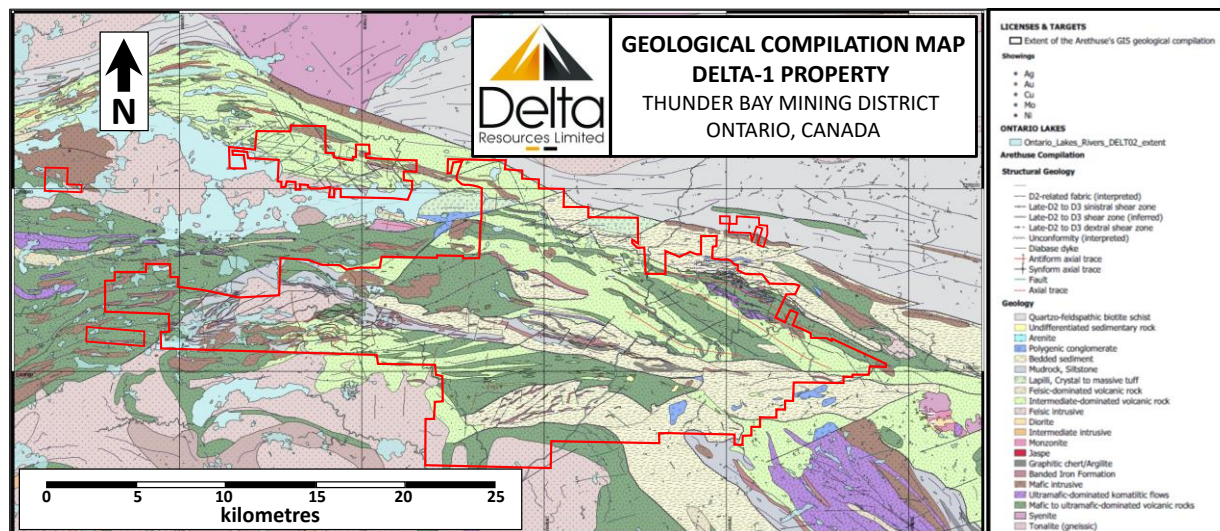 N
Delta
Resources Limited
GEOLOGICAL COMPILATION MAP
DELTA-1 PROPERTY
THUNDER BAY MINING DISTRICT
ONTARIO, CANADA
0 5 10 15 20 25
kilometres
LICENSES & TARGETS
Extent of the Arethuse's GIS geological compilation
Showings
Ag
Au
Cu
Mo
Ni
ONTARIO LAKES
Ontario_Lakes_Rivers_DELT02_extent
Arethuse Compilation
Structural Geology
D2-related fabric (interpreted)
Late-D2 to D3 sinistral shear zone
Late-D2 to D3 shear zone (inferred)
Late-D2 to D3 dextral shear zone
Unconformity (interpreted)
Diabase dyke
Antiform axial trace
Synform axial trace
Fault
Axial trace
Geology
Quartzo-feldspathic biotite schist
Undifferentiated sedimentary rock
Arenite
Polygenic conglomerate
Bedded sediment
Mudrock, Siltstone
Lapilli, Crystal to massive tuff
Felsic-dominated volcanic rock
Intermediate-dominated volcanic rock
Felsic intrusive
Diorite
Intermediate intrusive
Monzonite
Jaspe
Graphitic chert/Argilite
Banded Iron Formation
Mafic intrusive
Ultramafic-dominated komatiitic flows
Mafic to ultramafic-dominated volcanic rocks
Syenite
Tonalite (gneissic)